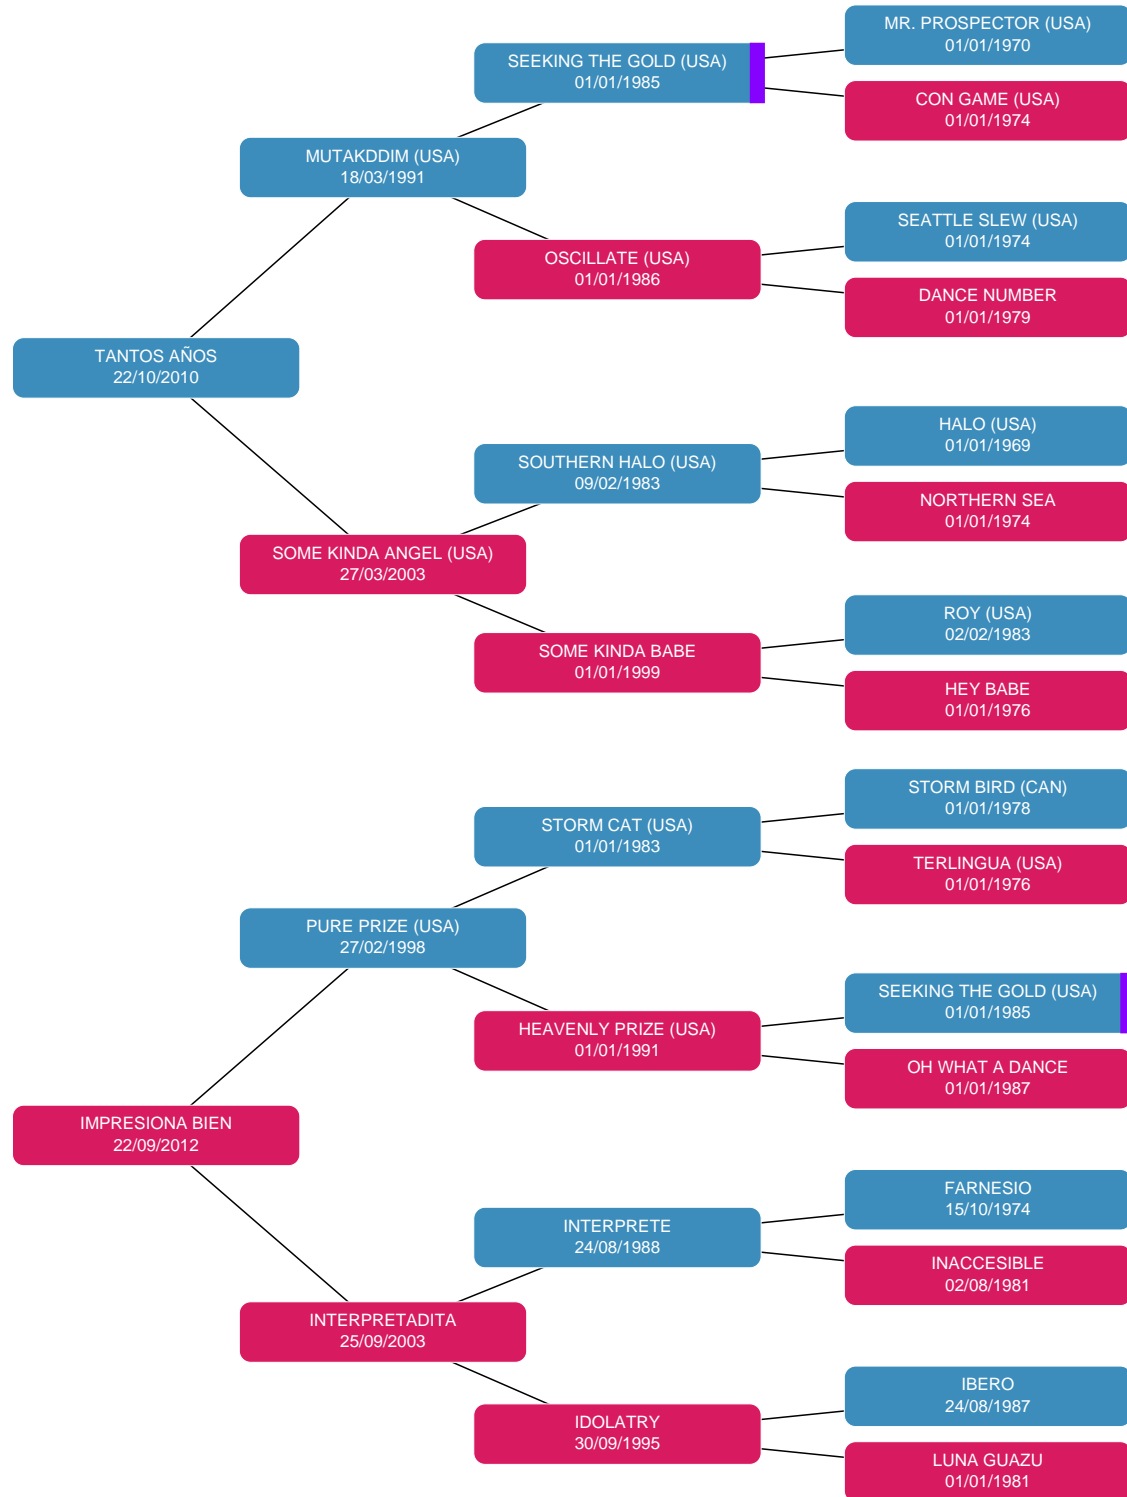 MR. PROSPECTOR (USA)
01/01/1970
SEEKING THE GOLD (USA)
01/01/1985
CON GAME (USA)
01/01/1974
MUTAKDDIM (USA)
18/03/1991
SEATTLE SLEW (USA)
01/01/1974
OSCILLATE (USA)
01/01/1986
DANCE NUMBER
01/01/1979
TANTOS AÑOS
22/10/2010
HALO (USA)
01/01/1969
SOUTHERN HALO (USA)
09/02/1983
NORTHERN SEA
01/01/1974
SOME KINDA ANGEL (USA)
27/03/2003
ROY (USA)
02/02/1983
SOME KINDA BABE
01/01/1999
HEY BABE
01/01/1976
STORM BIRD (CAN)
01/01/1978
STORM CAT (USA)
01/01/1983
TERLINGUA (USA)
01/01/1976
PURE PRIZE (USA)
27/02/1998
SEEKING THE GOLD (USA)
01/01/1985
HEAVENLY PRIZE (USA)
01/01/1991
OH WHAT A DANCE
01/01/1987
IMPRESIONA BIEN
22/09/2012
FARNESIO
15/10/1974
INTERPRETE
24/08/1988
INACCESIBLE
02/08/1981
INTERPRETADITA
25/09/2003
IBERO
24/08/1987
IDOLATRY
30/09/1995
LUNA GUAZU
01/01/1981